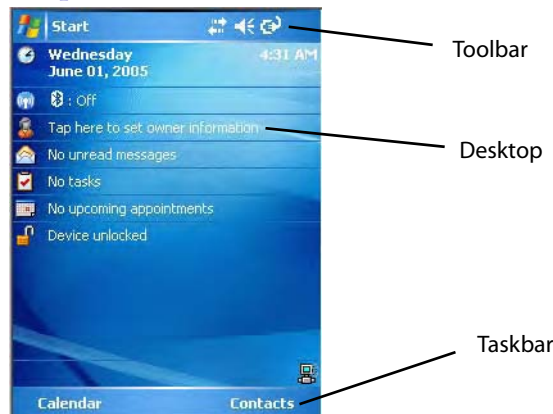 Start
Toolbar
Wednesday 4:31 AM
June 01, 2005
: Off
Tap here to set owner information
Desktop
No unread messages
No tasks
No upcoming appointments
Device unlocked
Taskbar
Calendar Contacts